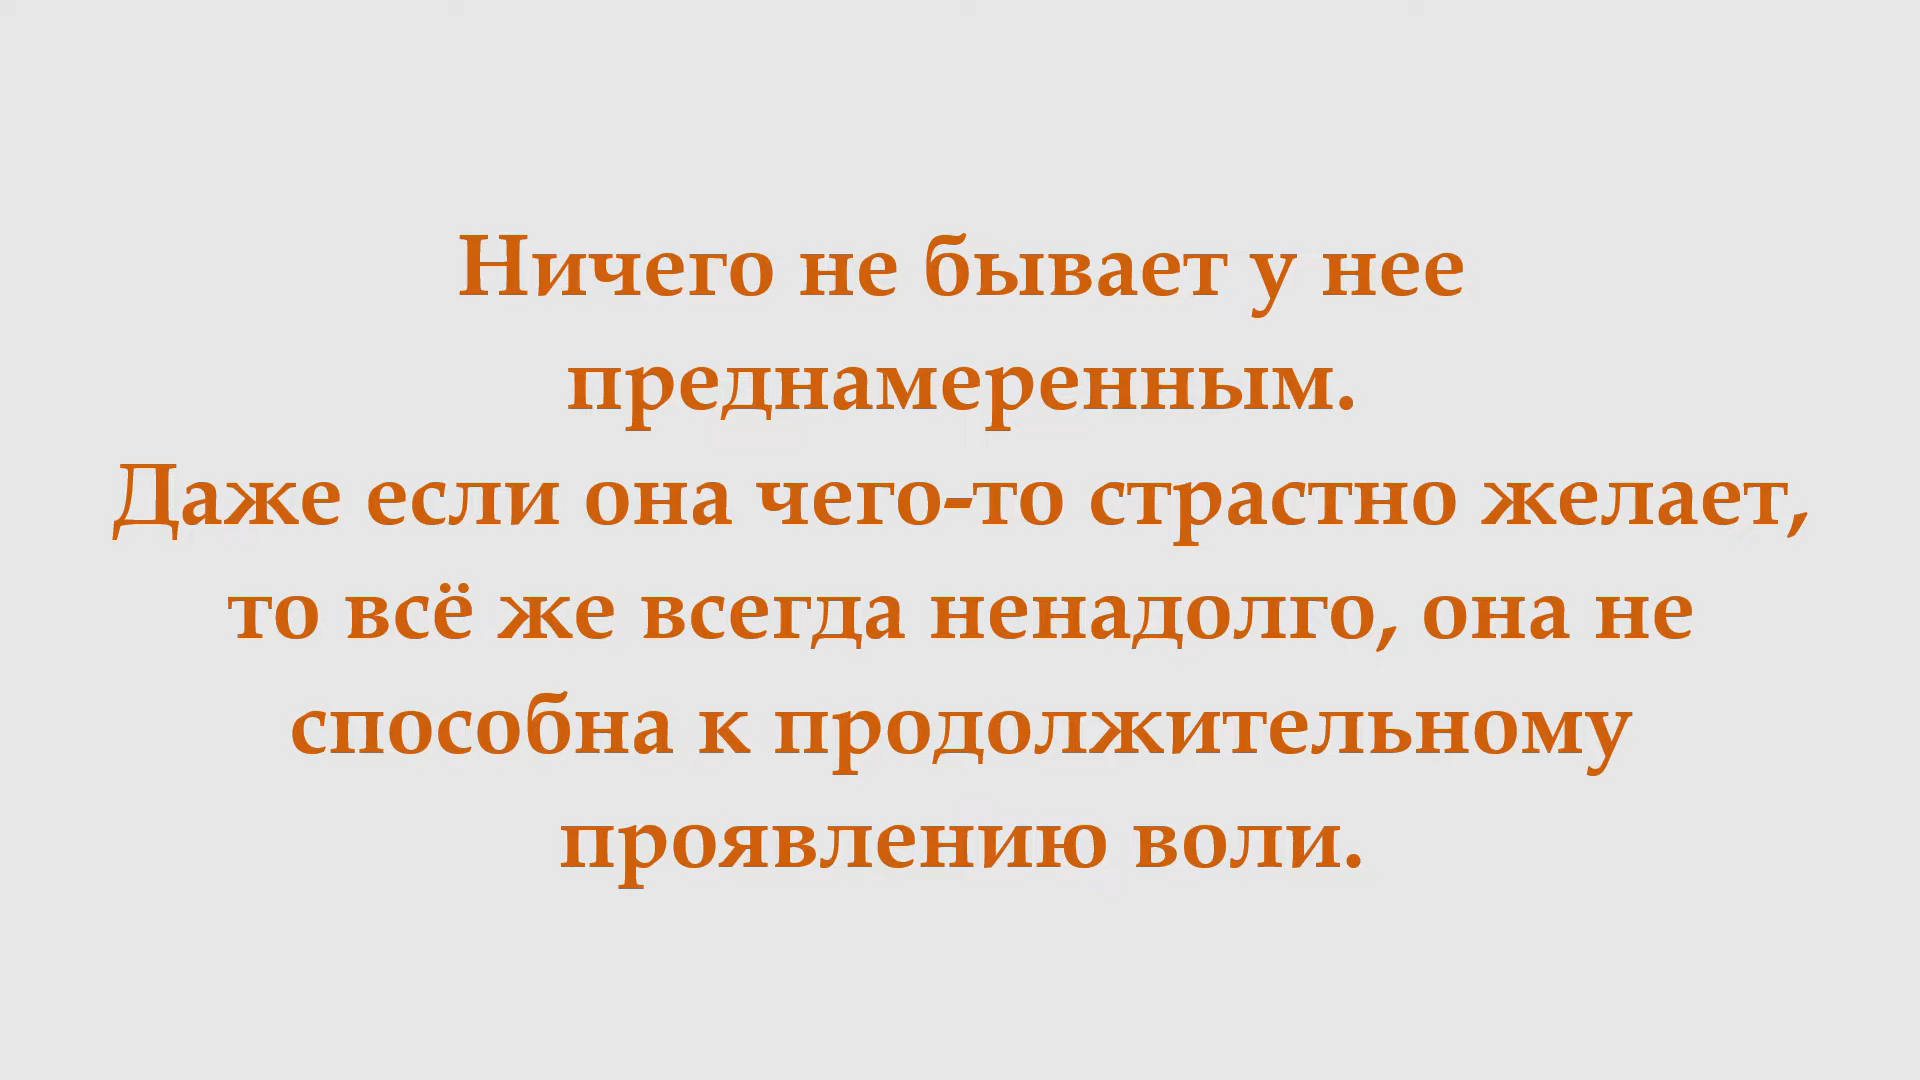 Ничего не бывает у нее
преднамеренным.
Даже если она чего-то страстно желает,
то всё же всегда ненадолго, она не
способна к продолжительному
проявлению воли.